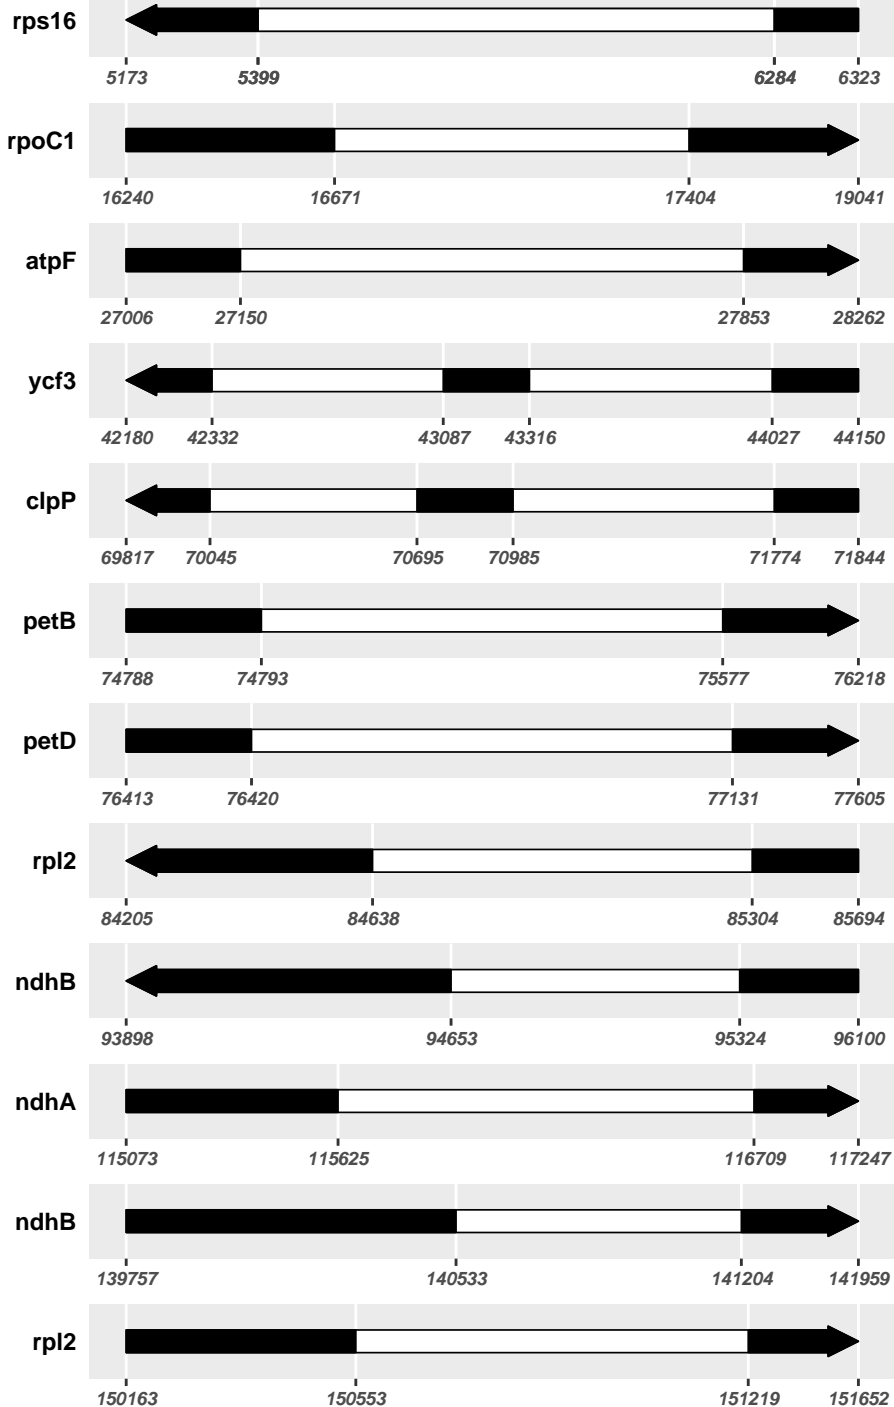 rps16
5173 5399 6284 6323
rpoC1
16240 16671 17404 19041
atpF
27006 27150 27853 28262
ycf3
42180 42332 43087 43316 44027 44150
clpP
69817 70045 70695 70985 71774 71844
petB
74788 74793 75577 76218
petD
76413 76420 77131 77605
rpl2
84205 84638 85304 85694
ndhB
93898 94653 95324 96100
ndhA
115073 115625 116709 117247
ndhB
139757 140533 141204 141959
rpl2
150163 150553 151219 151652